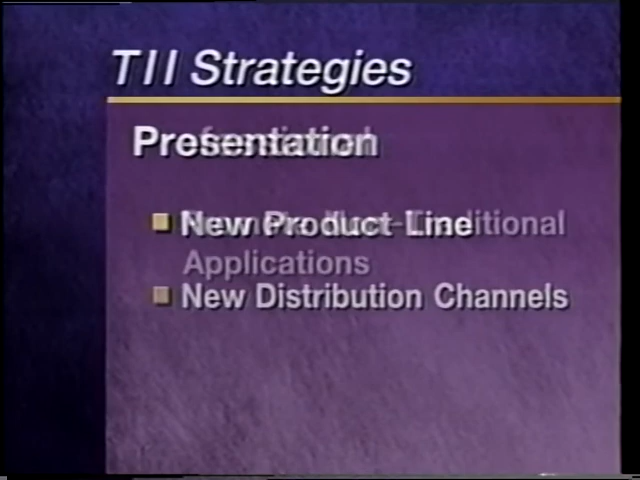 TII Strategies
Presentation
New Product Line
Applications
New Distribution Channels